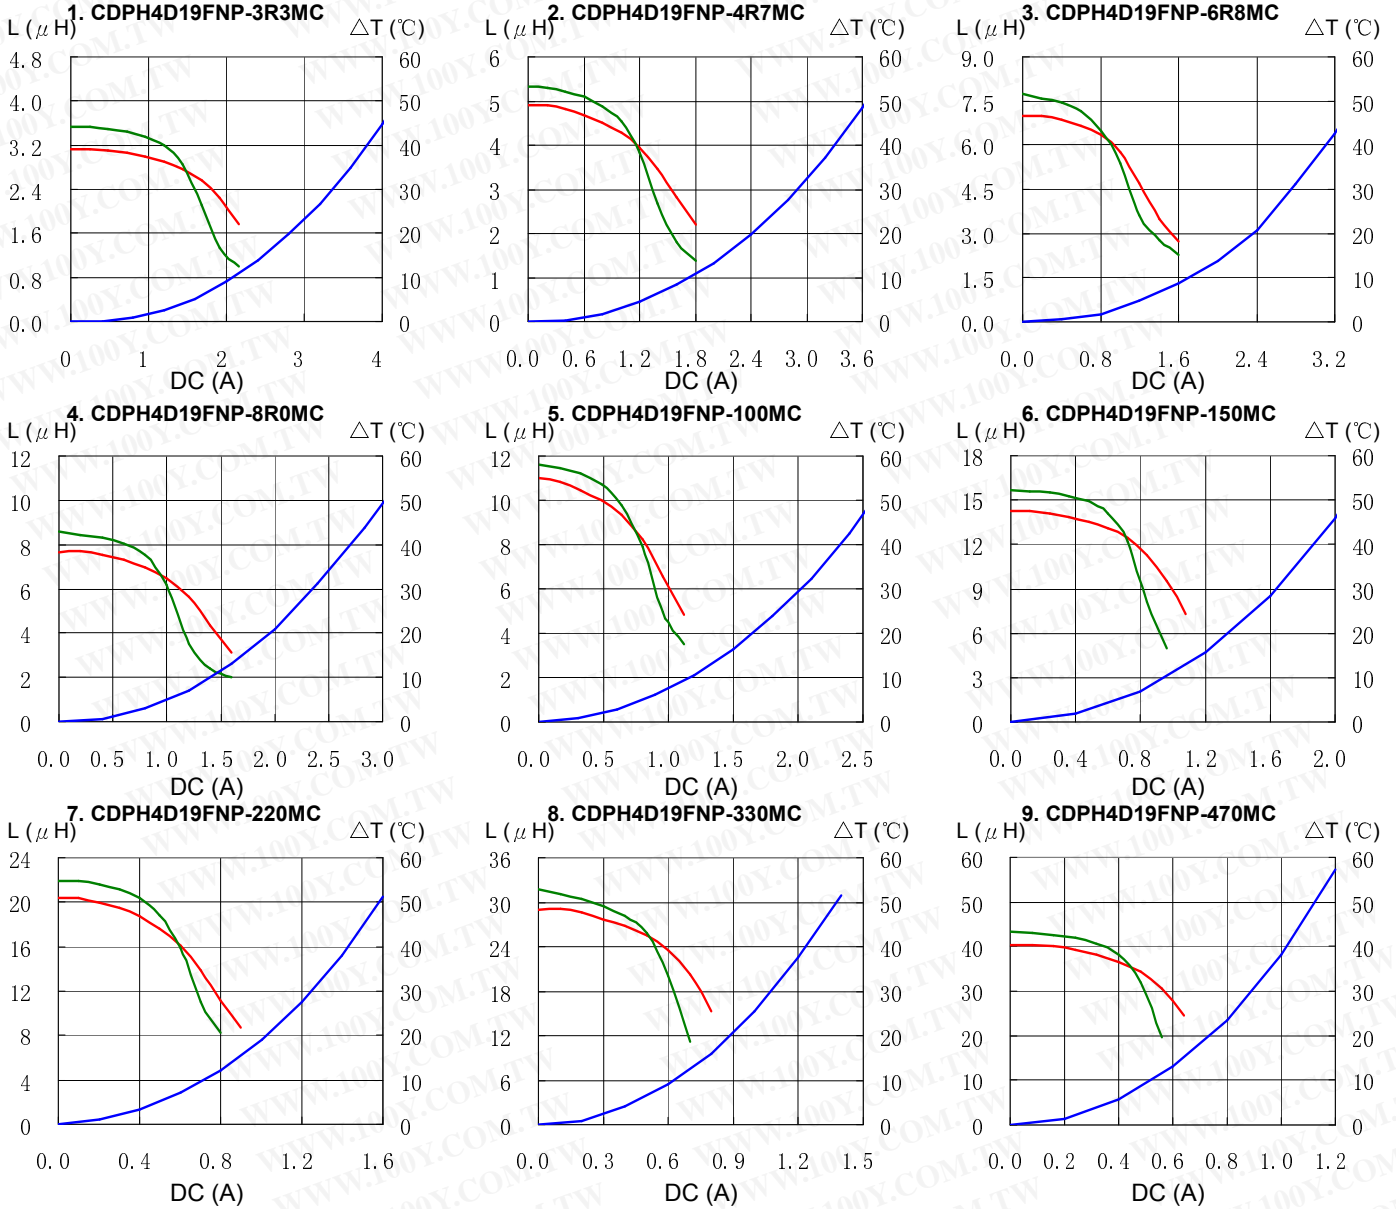 1. CDPH4D19FNP-3R3MC
L (μH) △T (℃)
4.8 60
4.0 50
3.2 40
2.4 30
1.6 20
0.8 10
0.0 0
0 1 2 3 4
DC (A)
2. CDPH4D19FNP-4R7MC
L (μH) △T (℃)
6 60
5 50
4 40
3 30
2 20
1 10
0 0
0.0 0.6 1.2 1.8 2.4 3.0 3.6
DC (A)
3. CDPH4D19FNP-6R8MC
L (μH) △T (℃)
9.0 60
7.5 50
6.0 40
4.5 30
3.0 20
1.5 10
0.0 0
0.0 0.8 1.6 2.4 3.2
DC (A)
4. CDPH4D19FNP-8R0MC
L (μH) △T (℃)
12 60
10 50
8 40
6 30
4 20
2 10
0 0
0.0 0.5 1.0 1.5 2.0 2.5 3.0
DC (A)
5. CDPH4D19FNP-100MC
L (μH) △T (℃)
12 60
10 50
8 40
6 30
4 20
2 10
0 0
0.0 0.5 1.0 1.5 2.0 2.5
DC (A)
6. CDPH4D19FNP-150MC
L (μH) △T (℃)
18 60
15 50
12 40
9 30
6 20
3 10
0 0
0.0 0.4 0.8 1.2 1.6 2.0
DC (A)
7. CDPH4D19FNP-220MC
L (μH) △T (℃)
24 60
20 50
16 40
12 30
8 20
4 10
0 0
0.0 0.4 0.8 1.2 1.6
DC (A)
8. CDPH4D19FNP-330MC
L (μH) △T (℃)
36 60
30 50
24 40
18 30
12 20
6 10
0 0
0.0 0.3 0.6 0.9 1.2 1.5
DC (A)
9. CDPH4D19FNP-470MC
L (μH) △T (℃)
60 60
50 50
40 40
30 30
20 20
10 10
0 0
0.0 0.2 0.4 0.6 0.8 1.0 1.2
DC (A)
WWW.100Y.COM.TW